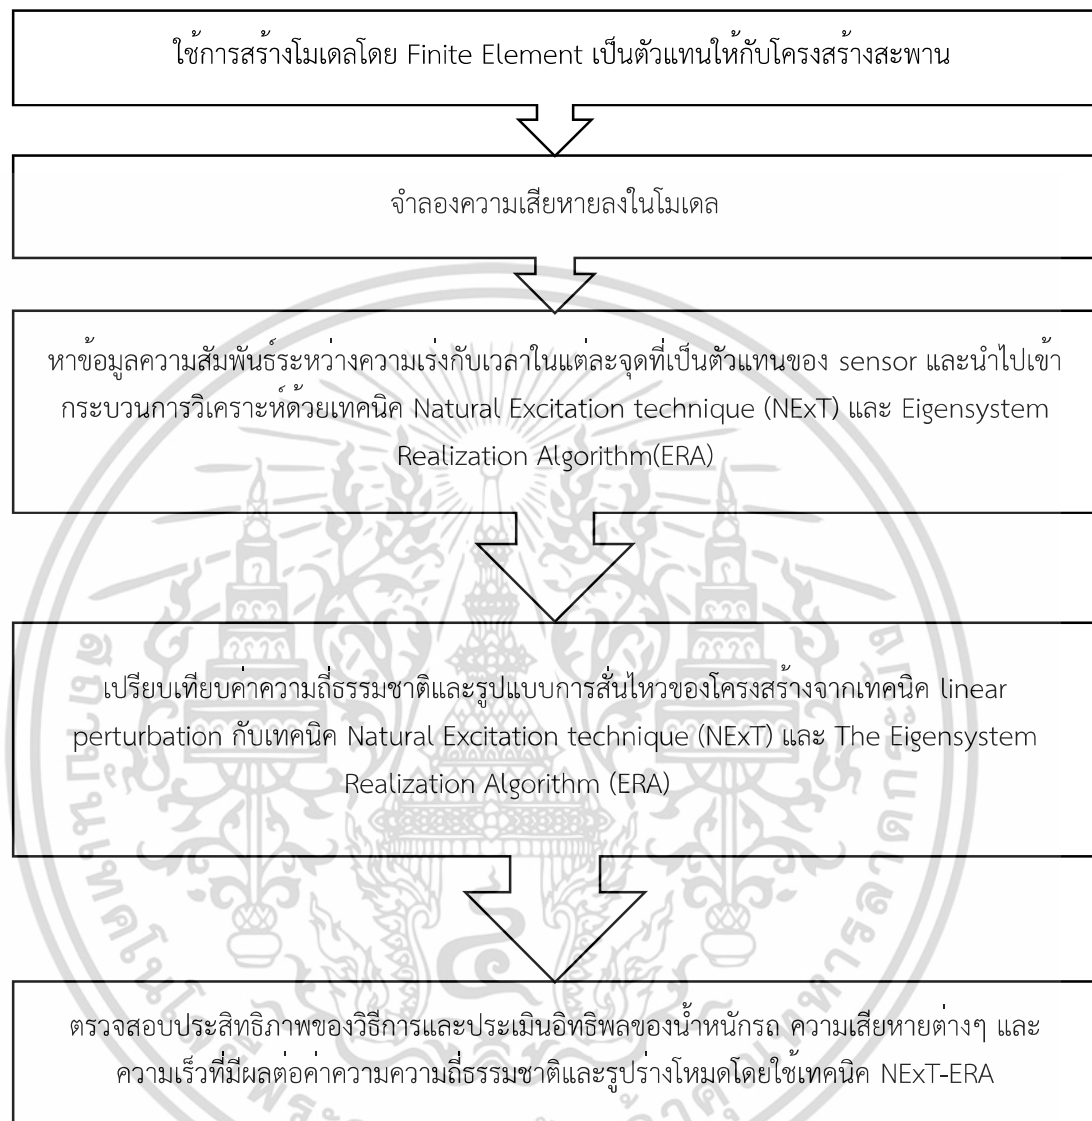 ใช้การสร้างโมเดลโดย Finite Element เป็นตัวแทนให้กับโครงสร้างสะพาน
จำลองความเสียหายลงในโมเดล
หาข้อมูลความสัมพันธ์ระหว่างความเร่งกับเวลาในแต่ละจุดที่เป็นตัวแทนของ sensor และนำไปเข้า
กระบวนการวิเคราะห์ด้วยเทคนิค Natural Excitation technique (NExT) และ Eigensystem
Realization Algorithm(ERA)
เปรียบเทียบค่าความถี่ธรรมชาติและรูปแบบการสั่นไหวของโครงสร้างจากเทคนิค linear
perturbation กับเทคนิค Natural Excitation technique (NExT) และ The Eigensystem
Realization Algorithm (ERA)
ตรวจสอบประสิทธิภาพของวิธีการและประเมินอิทธิพลของน้ำหนักรถ ความเสียหายต่างๆ และ
ความเร็วที่มีผลต่อค่าความความถี่ธรรมชาติและรูปร่างโหมดโดยใช้เทคนิค NExT-ERA